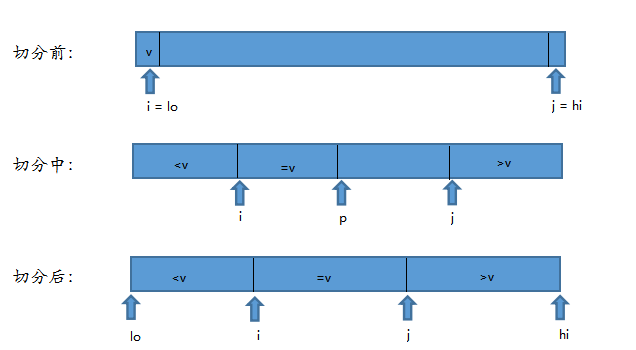 切分前：
v
i = lo
j = hi
切分中：
<v
=v
>v
i
p
j
切分后：
<v
=v
>v
lo
i
j
hi